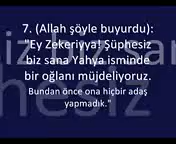 7. (Allah şöyle buyurdu):
"Ey Zekeriyya! Şüphesiz
biz sana Yahya isminde
bir oğlanı müjdeliyoruz.
Bundan önce ona hiçbir adaş
yapmadık."